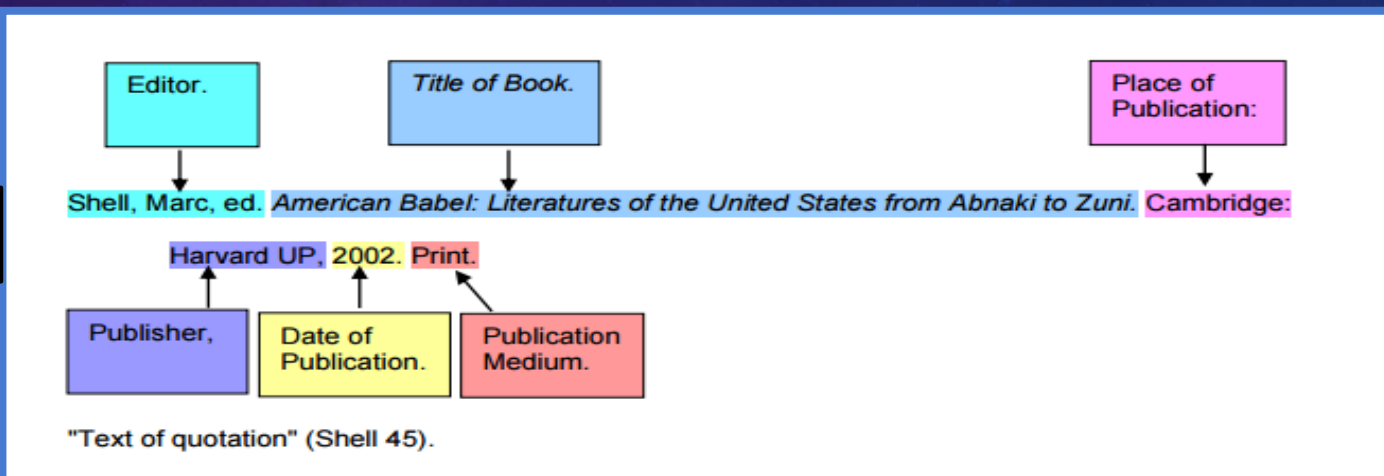 Editor.
Title of Book.
Place of
Publication:
Shell, Marc, ed. American Babel: Literatures of the United States from Abnaki to Zuni. Cambridge:
Harvard UP, 2002. Print.
Publisher,
Date of
Publication.
Publication
Medium.
"Text of quotation" (Shell 45).